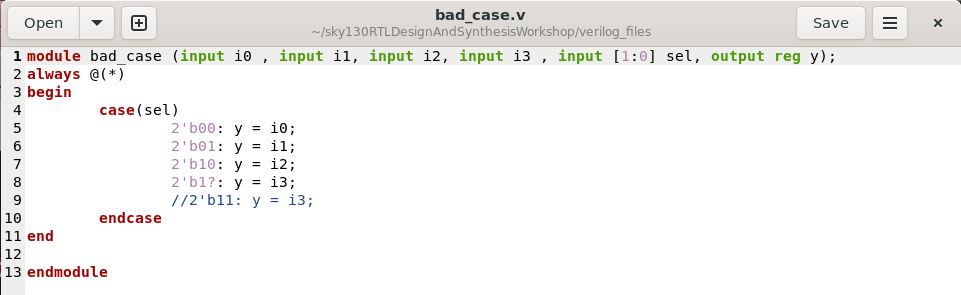 Open
bad_case.v
~/sky130RTLDesignAndSynthesisWorkshop/verilog_files
Save
1 module bad_case (input i0 , input i1, input i2, input i3 , input [1:0] sel, output reg y);
2 always @(*)
3 begin
4         case(sel)
5                 2'b00: y = i0;
6                 2'b01: y = i1;
7                 2'b10: y = i2;
8                 2'b1?: y = i3;
9                 //2'b11: y = i3;
10         endcase
11 end
12
13 endmodule